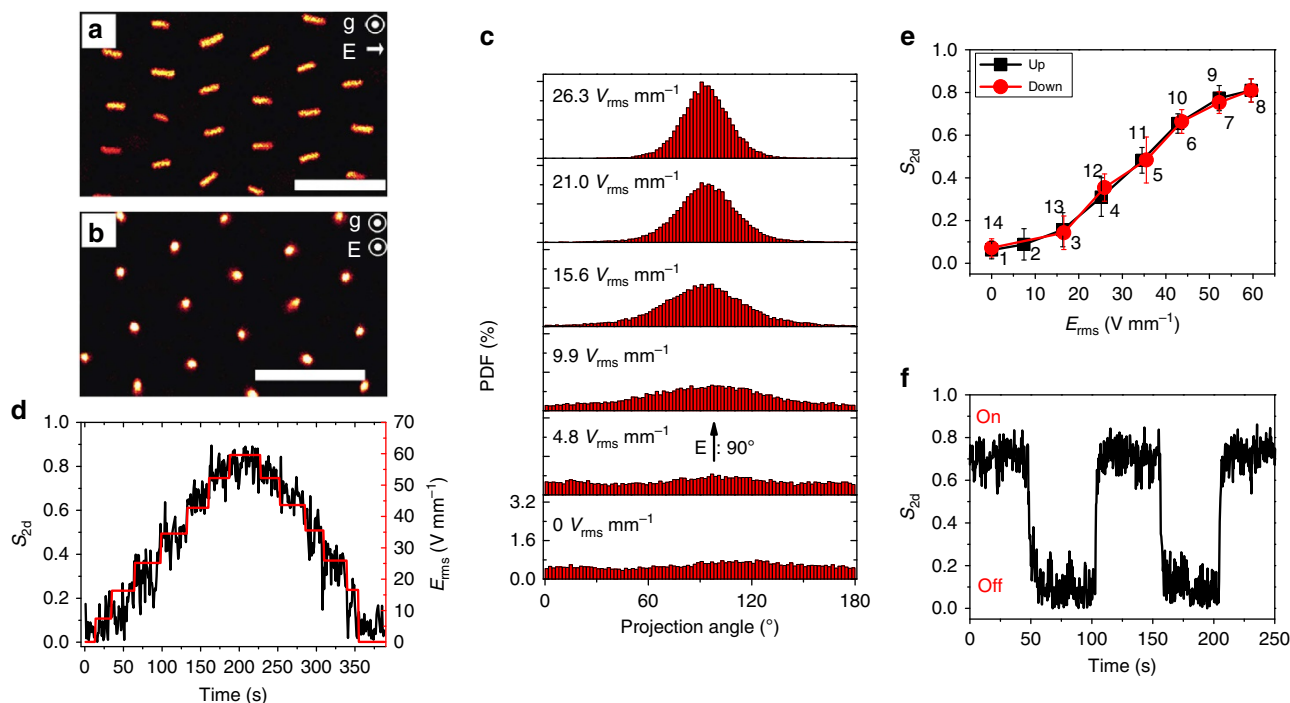 a
g
E →
b
g
E
c
26.3 Vrms mm−1
21.0 Vrms mm−1
15.6 Vrms mm−1
9.9 Vrms mm−1
4.8 Vrms mm−1
E : 90°
0 Vrms mm−1
3.2
1.6
0.0
PDF (%)
0 60 120 180
Projection angle (°)
d
1.0
0.8
0.6
0.4
0.2
0.0
S2d
70
60
50
40
30
20
10
0
Erms (V mm−1)
0 50 100 150 200 250 300 350
Time (s)
e
Up
Down
1.0
0.8
0.6
0.4
0.2
0.0
S2d
9
10
8
11
7
6
12
5
13
4
14
3
2
1
0 10 20 30 40 50 60
Erms (V mm−1)
f
On
Off
1.0
0.8
0.6
0.4
0.2
0.0
S2d
0 50 100 150 200 250
Time (s)